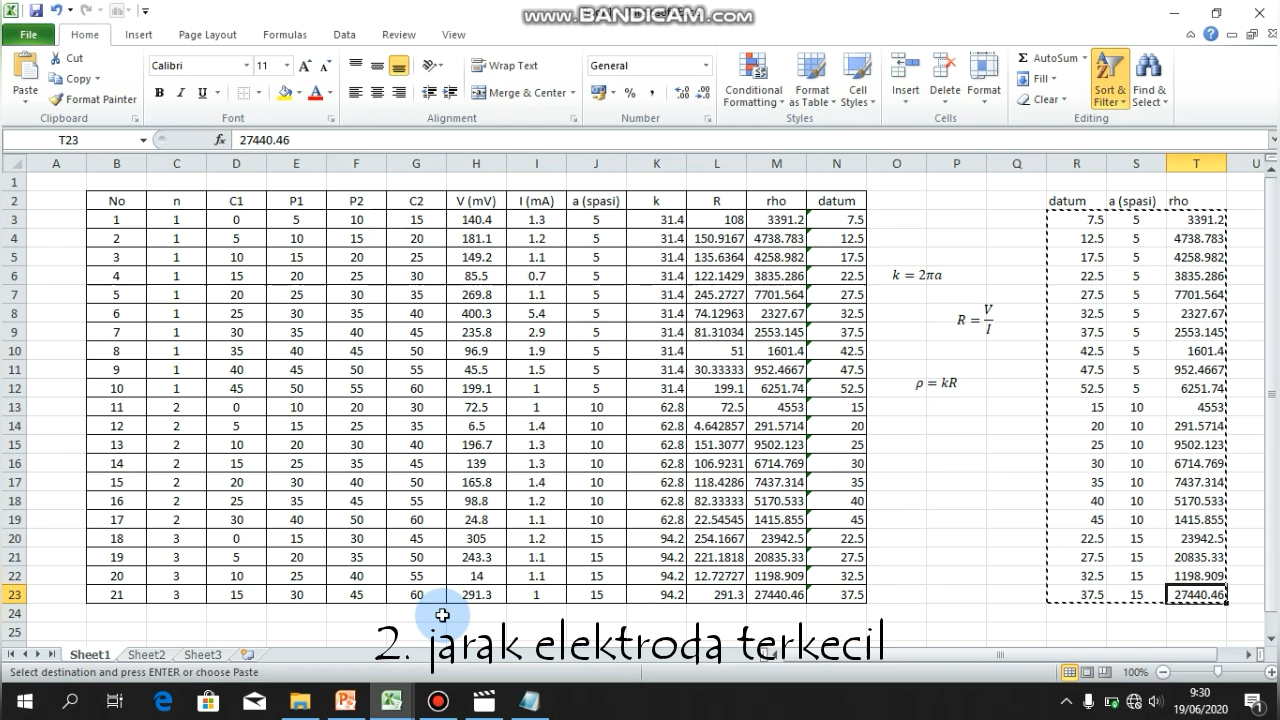 www.BANDICAM.com
File Home Insert Page Layout Formulas Data Review View
Paste Cut Copy Format Painter Clipboard
Calibri 11 A A B I U A Font
Wrap Text Merge & Center Alignment
General % , Number
Conditional Formatting Format as Table Cell Styles Styles
Insert Delete Format Cells
Σ AutoSum Fill Clear Sort & Filter Find & Select Editing
T23 fx 27440.46
A B C D E F G H I J K L M N O P Q R S T U
1
2 No n C1 P1 P2 C2 V (mV) I (mA) a (spasi) k R rho datum datum a (spasi) rho
3 1 1 0 5 10 15 140.4 1.3 5 31.4 108 3391.2 7.5 7.5 5 3391.2
4 2 1 5 10 15 20 181.1 1.2 5 31.4 150.9167 4738.783 12.5 12.5 5 4738.783
5 3 1 10 15 20 25 149.2 1.1 5 31.4 135.6364 4258.982 17.5 17.5 5 4258.982
6 4 1 15 20 25 30 85.5 0.7 5 31.4 122.1429 3835.286 22.5 k = 2πa 22.5 5 3835.286
7 5 1 20 25 30 35 269.8 1.1 5 31.4 245.2727 7701.564 27.5 27.5 5 7701.564
8 6 1 25 30 35 40 400.3 5.4 5 31.4 74.12963 2327.67 32.5 R = V/I 32.5 5 2327.67
9 7 1 30 35 40 45 235.8 2.9 5 31.4 81.31034 2553.145 37.5 37.5 5 2553.145
10 8 1 35 40 45 50 96.9 1.9 5 31.4 51 1601.4 42.5 42.5 5 1601.4
11 9 1 40 45 50 55 45.5 1.5 5 31.4 30.33333 952.4667 47.5 47.5 5 952.4667
12 10 1 45 50 55 60 199.1 1 5 31.4 199.1 6251.74 52.5 ρ = kR 52.5 5 6251.74
13 11 2 0 10 20 30 72.5 1 10 62.8 72.5 4553 15 15 10 4553
14 12 2 5 15 25 35 6.5 1.4 10 62.8 4.642857 291.5714 20 20 10 291.5714
15 13 2 10 20 30 40 196.7 1.3 10 62.8 151.3077 9502.123 25 25 10 9502.123
16 14 2 15 25 35 45 139 1.3 10 62.8 106.9231 6714.769 30 30 10 6714.769
17 15 2 20 30 40 50 165.8 1.4 10 62.8 118.4286 7437.314 35 35 10 7437.314
18 16 2 25 35 45 55 98.8 1.2 10 62.8 82.33333 5170.533 40 40 10 5170.533
19 17 2 30 40 50 60 24.8 1.1 10 62.8 22.54545 1415.855 45 45 10 1415.855
20 18 3 0 15 30 45 305 1.2 15 94.2 254.1667 23942.5 22.5 22.5 15 23942.5
21 19 3 5 20 35 50 243.3 1.1 15 94.2 221.1818 20835.33 27.5 27.5 15 20835.33
22 20 3 10 25 40 55 14 1.1 15 94.2 12.72727 1198.909 32.5 32.5 15 1198.909
23 21 3 15 30 45 60 291.3 1 15 94.2 291.3 27440.46 37.5 37.5 15 27440.46
24
25
2. jarak elektroda terkecil
Sheet1 Sheet2 Sheet3
Select destination and press ENTER or choose Paste 100%
9:30
19/06/2020